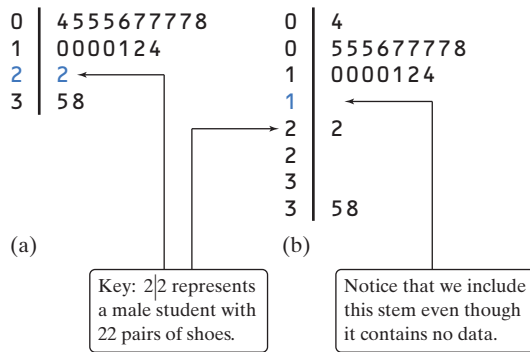 0 4555677778
1 0000124
2 2
3 58
(a)
0 4
0 555677778
1 0000124
1
2 2
2
3
3 58
(b)
Key: 2|2 represents
a male student with
22 pairs of shoes.
Notice that we include
this stem even though
it contains no data.